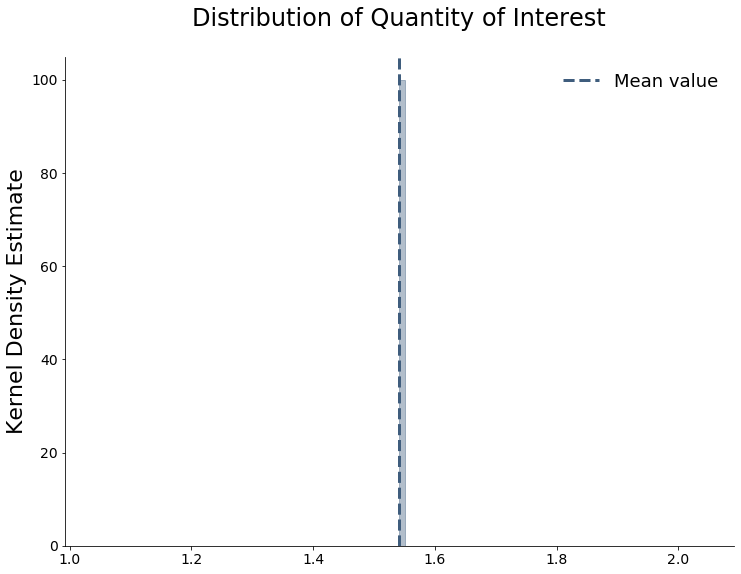 Distribution of Quantity of Interest
Mean value
Kernel Density Estimate
100
80
60
40
20
0
1.0 1.2 1.4 1.6 1.8 2.0